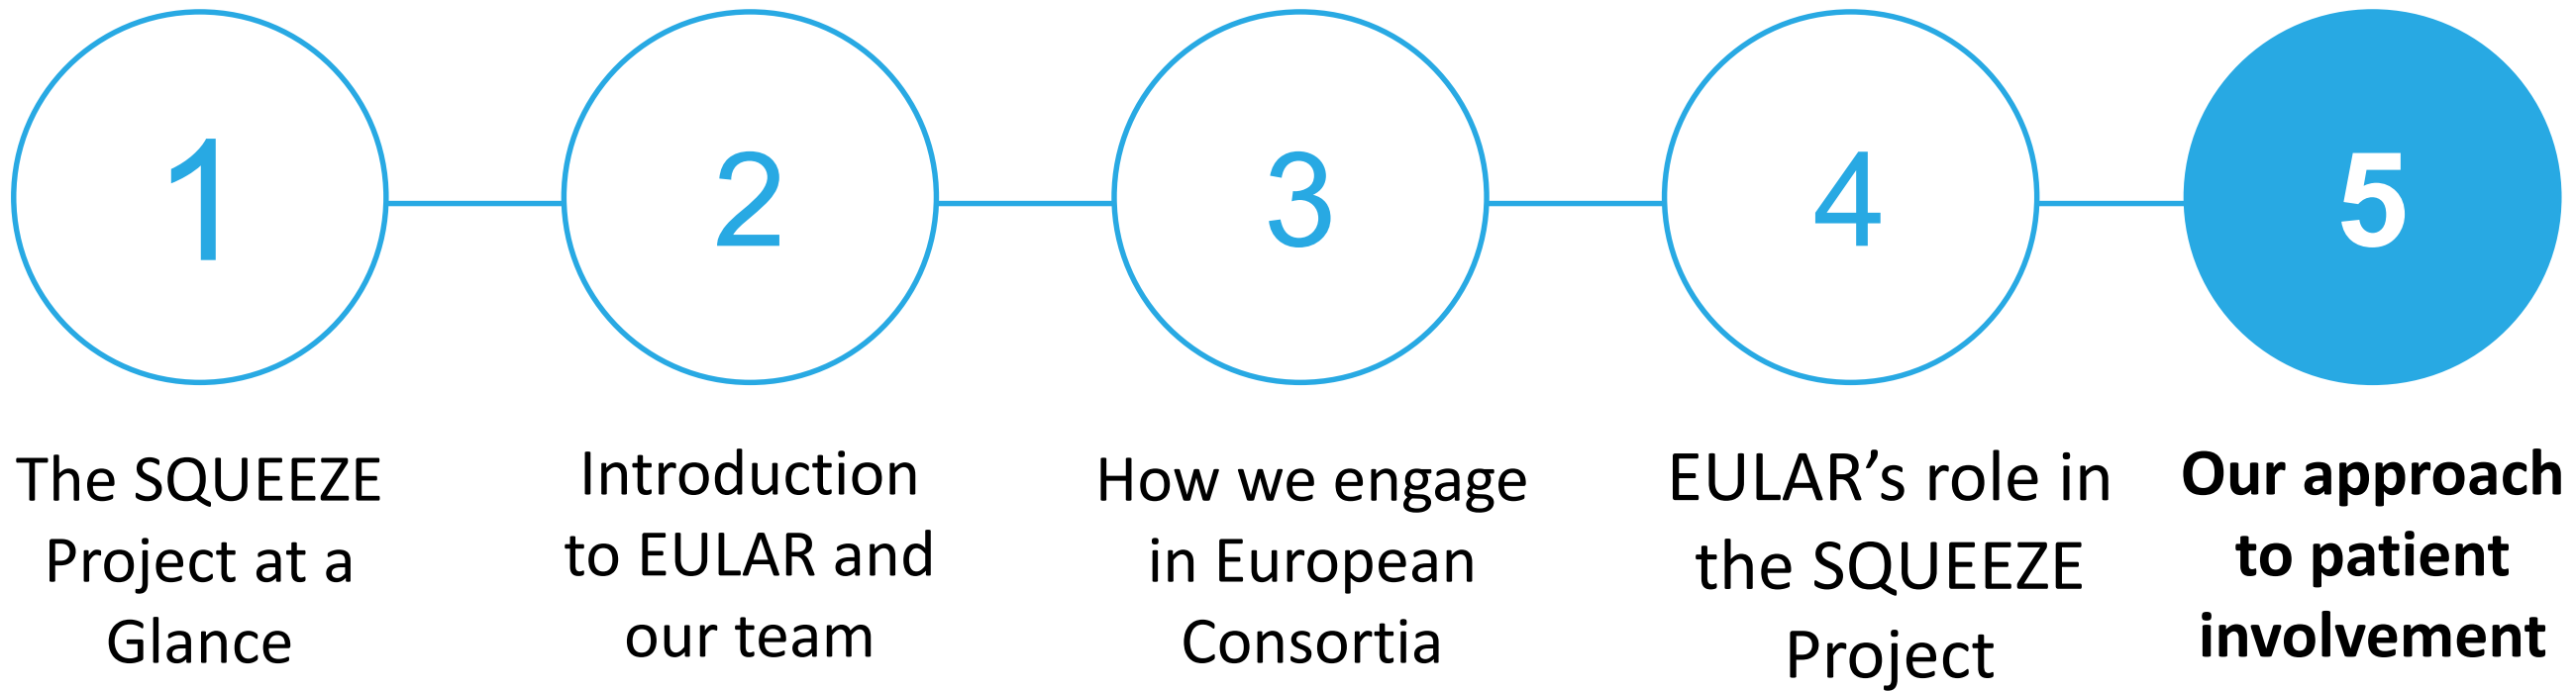 1
2
3
4
5
The SQUEEZE
Project at a
Glance
Introduction
to EULAR and
our team
How we engage
in European
Consortia
EULAR’s role in
the SQUEEZE
Project
Our approach
to patient
involvement